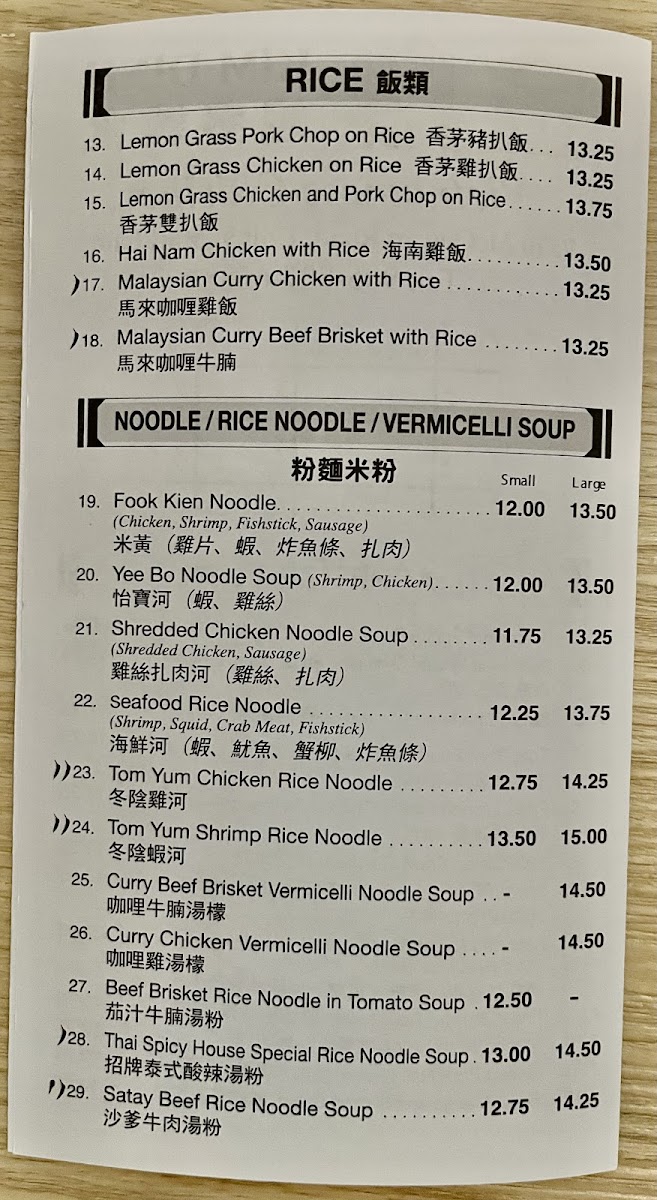 RICE 飯類
13. Lemon Grass Pork Chop on Rice 香茅豬扒飯... 13.25
14. Lemon Grass Chicken on Rice 香茅雞扒飯.... 13.25
15. Lemon Grass Chicken and Pork Chop on Rice...... 13.75
香茅雙扒飯
16. Hai Nam Chicken with Rice 海南雞飯.......... 13.50
17. Malaysian Curry Chicken with Rice ............ 13.25
馬來咖喱雞飯
18. Malaysian Curry Beef Brisket with Rice ........ 13.25
馬來咖喱牛腩
NOODLE / RICE NOODLE / VERMICELLI SOUP
粉麵米粉
Small Large
19. Fook Kien Noodle........................ 12.00 13.50
(Chicken, Shrimp, Fishstick, Sausage)
米黃（雞片、蝦、炸魚條、扎肉）
20. Yee Bo Noodle Soup (Shrimp, Chicken)...... 12.00 13.50
怡寶河（蝦、雞絲）
21. Shredded Chicken Noodle Soup ........ 11.75 13.25
(Shredded Chicken, Sausage)
雞絲扎肉河（雞絲、扎肉）
22. Seafood Rice Noodle .................. 12.25 13.75
(Shrimp, Squid, Crab Meat, Fishstick)
海鮮河（蝦、魷魚、蟹柳、炸魚條）
23. Tom Yum Chicken Rice Noodle ......... 12.75 14.25
冬陰雞河
24. Tom Yum Shrimp Rice Noodle .......... 13.50 15.00
冬陰蝦河
25. Curry Beef Brisket Vermicelli Noodle Soup .. - 14.50
咖哩牛腩湯檬
26. Curry Chicken Vermicelli Noodle Soup .... - 14.50
咖哩雞湯檬
27. Beef Brisket Rice Noodle in Tomato Soup . 12.50 -
茄汁牛腩湯粉
28. Thai Spicy House Special Rice Noodle Soup. 13.00 14.50
招牌泰式酸辣湯粉
29. Satay Beef Rice Noodle Soup .......... 12.75 14.25
沙爹牛肉湯粉